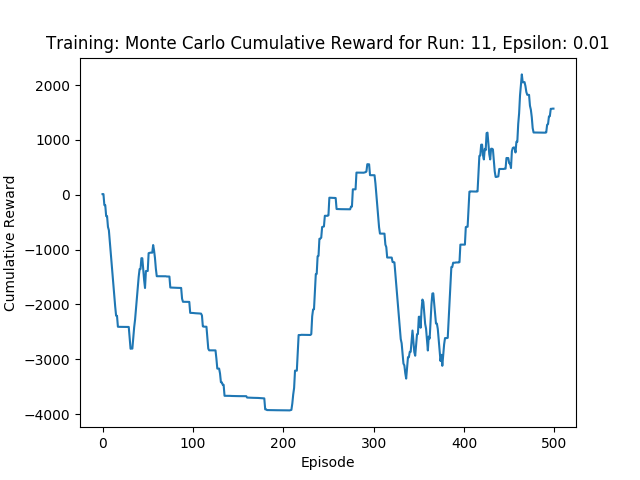 Training: Monte Carlo Cumulative Reward for Run: 11, Epsilon: 0.01
2000
1000
0
−1000
−2000
−3000
−4000
Cumulative Reward
0 100 200 300 400 500
Episode